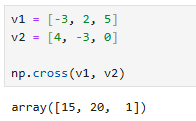 v1 = [-3, 2, 5]
v2 = [4, -3, 0]
np.cross(v1, v2)
array([15, 20,  1])